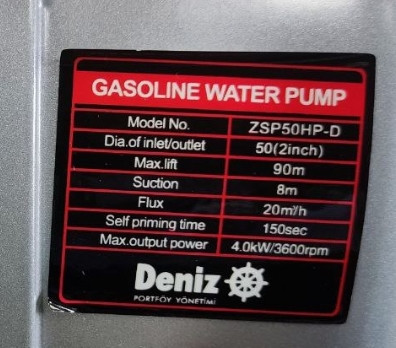 GASOLINE WATER PUMP
Model No. ZSP50HP-D
Dia.of inlet/outlet 50(2inch)
Max.lift 90m
Suction 8m
Flux 20m³/h
Self priming time 150sec
Max.output power 4.0kW/3600rpm
Deniz
PORTFÖY YÖNETİMİ